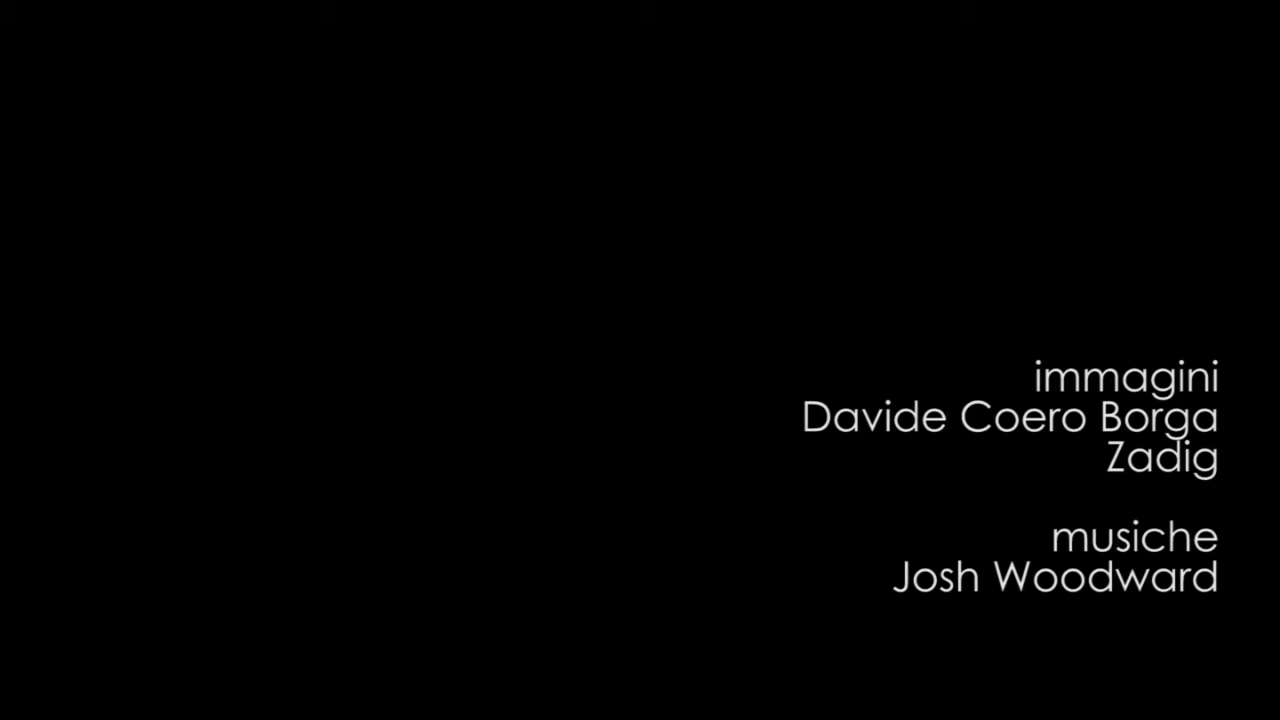 immagini
Davide Coero Borga
Zadig
musiche
Josh Woodward